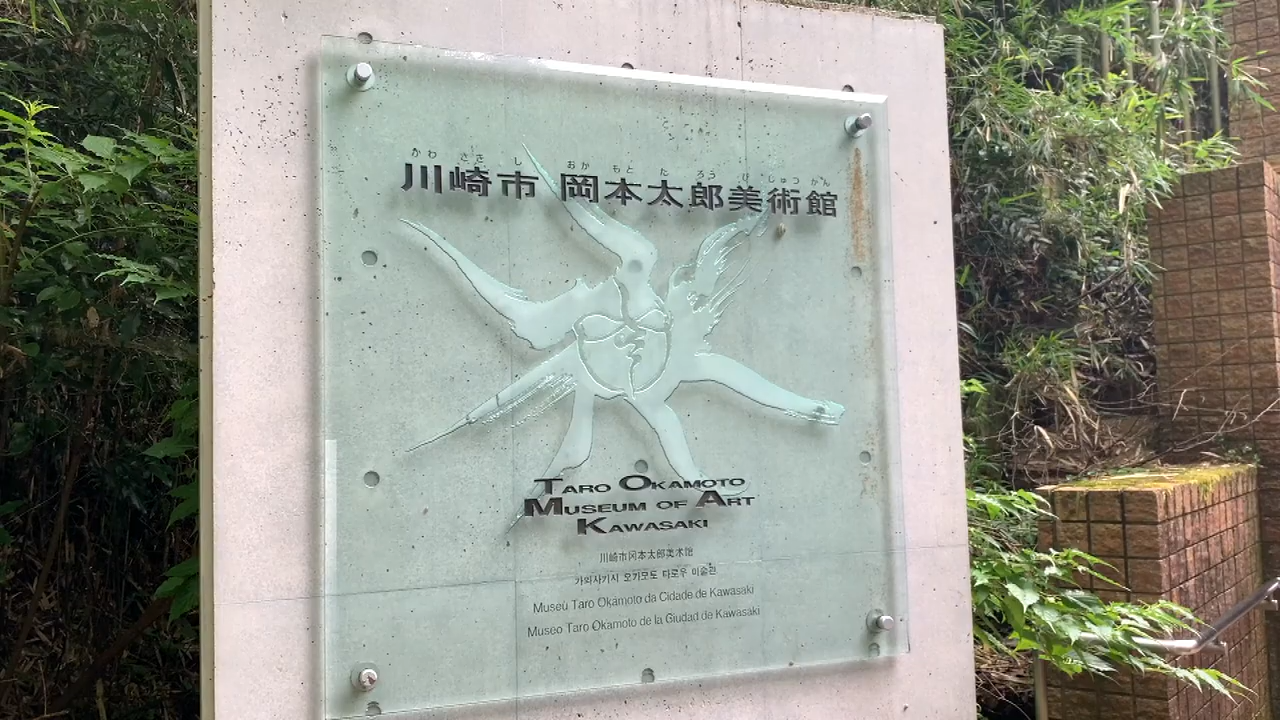 かわ さき し おか もと た ろう び じゅつ かん
川崎市 岡本太郎美術館
TARO OKAMOTO
MUSEUM OF ART
KAWASAKI
川崎市冈本太郎美术馆
가와사키시 오카모토 타로우 미술관
Museu Taro Okamoto da Cidade de Kawasaki
Museo Taro Okamoto de la Giudad de Kawasaki